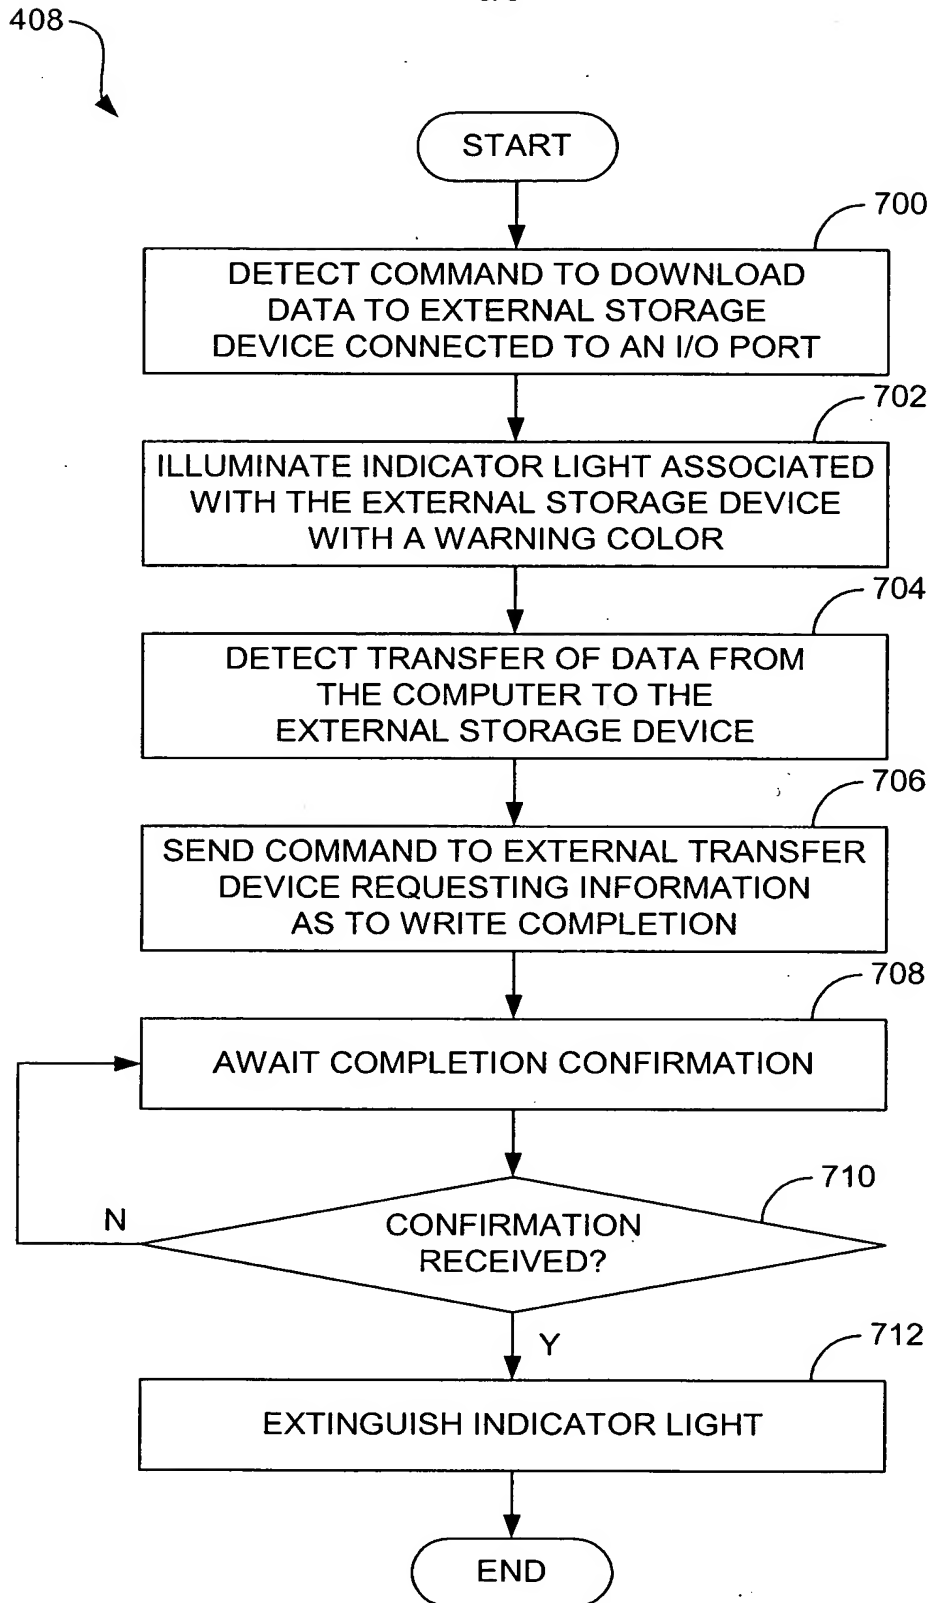 408
START
700
DETECT COMMAND TO DOWNLOAD
DATA TO EXTERNAL STORAGE
DEVICE CONNECTED TO AN I/O PORT
702
ILLUMINATE INDICATOR LIGHT ASSOCIATED
WITH THE EXTERNAL STORAGE DEVICE
WITH A WARNING COLOR
704
DETECT TRANSFER OF DATA FROM
THE COMPUTER TO THE
EXTERNAL STORAGE DEVICE
706
SEND COMMAND TO EXTERNAL TRANSFER
DEVICE REQUESTING INFORMATION
AS TO WRITE COMPLETION
708
AWAIT COMPLETION CONFIRMATION
710
N
CONFIRMATION
RECEIVED?
Y
712
EXTINGUISH INDICATOR LIGHT
END